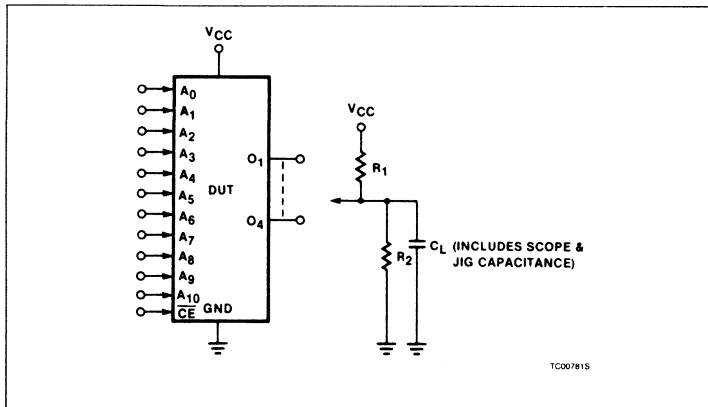 VCC
A0
A1
A2
A3
A4
A5
A6
A7
A8
A9
A10
CE
GND
DUT
O1
O4
VCC
R1
R2
CL (INCLUDES SCOPE &
JIG CAPACITANCE)
TC00781S